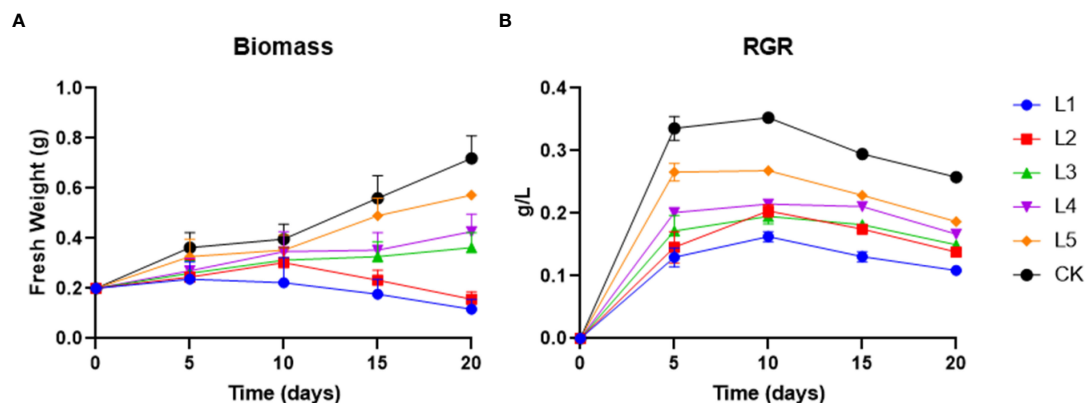 A
B
Biomass
RGR
Fresh Weight (g)
1.0
0.8
0.6
0.4
0.2
0.0
0 5 10 15 20
Time (days)
g/L
0.4
0.3
0.2
0.1
0.0
0 5 10 15 20
Time (days)
L1
L2
L3
L4
L5
CK